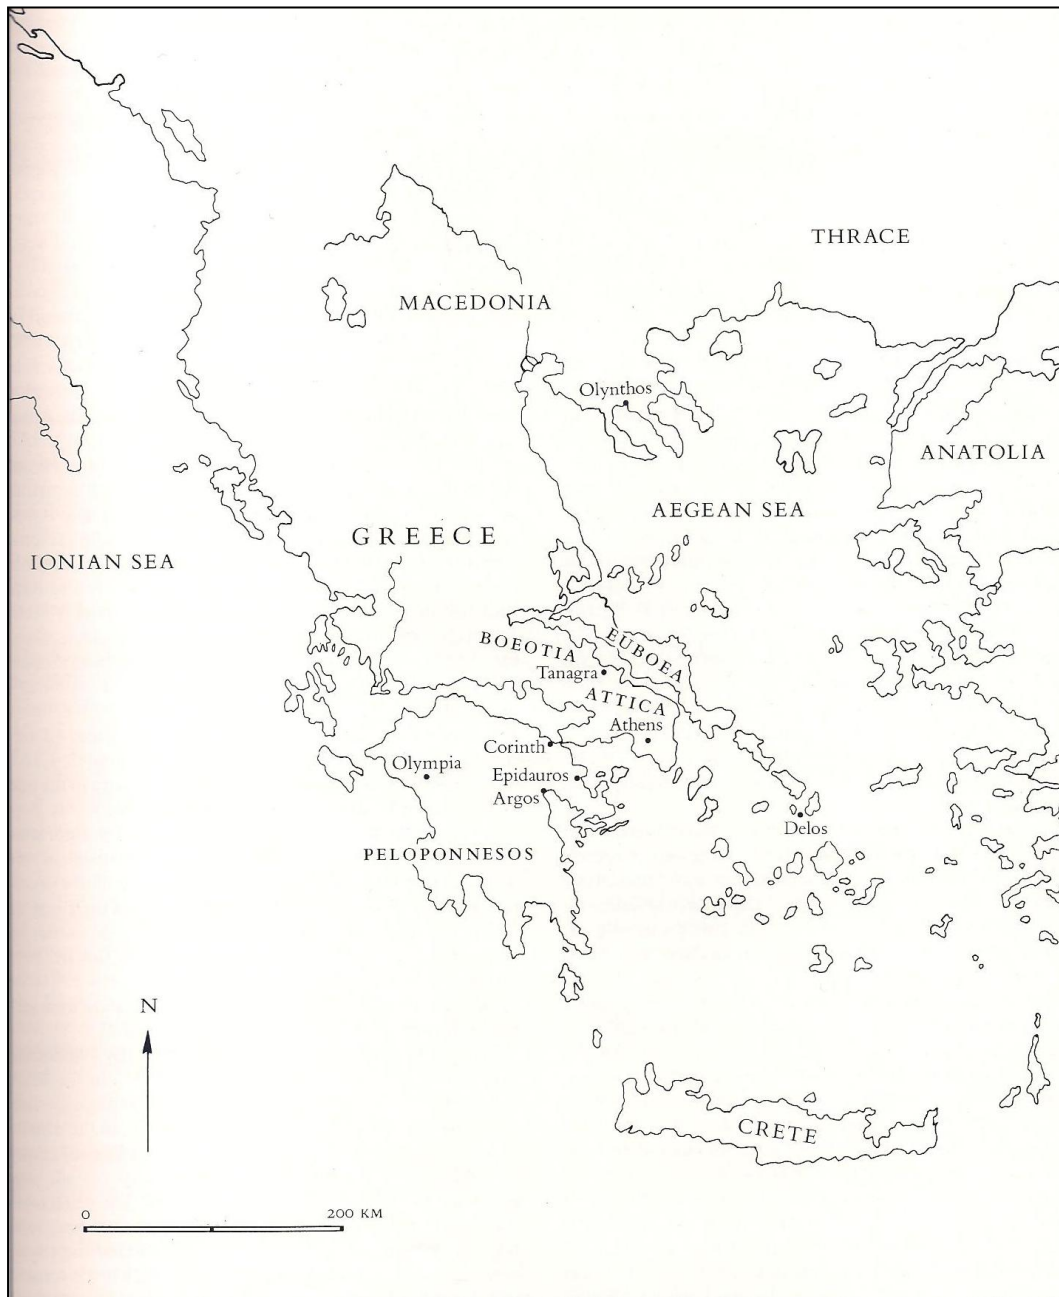 THRACE
MACEDONIA
Olynthos
ANATOLIA
AEGEAN SEA
GREECE
IONIAN SEA
BOEOTIA
EUBOEA
Tanagra
ATTICA
Athens
Corinth
Olympia
Epidauros
Argos
Delos
PELOPONNESOS
N
CRETE
0 200 KM